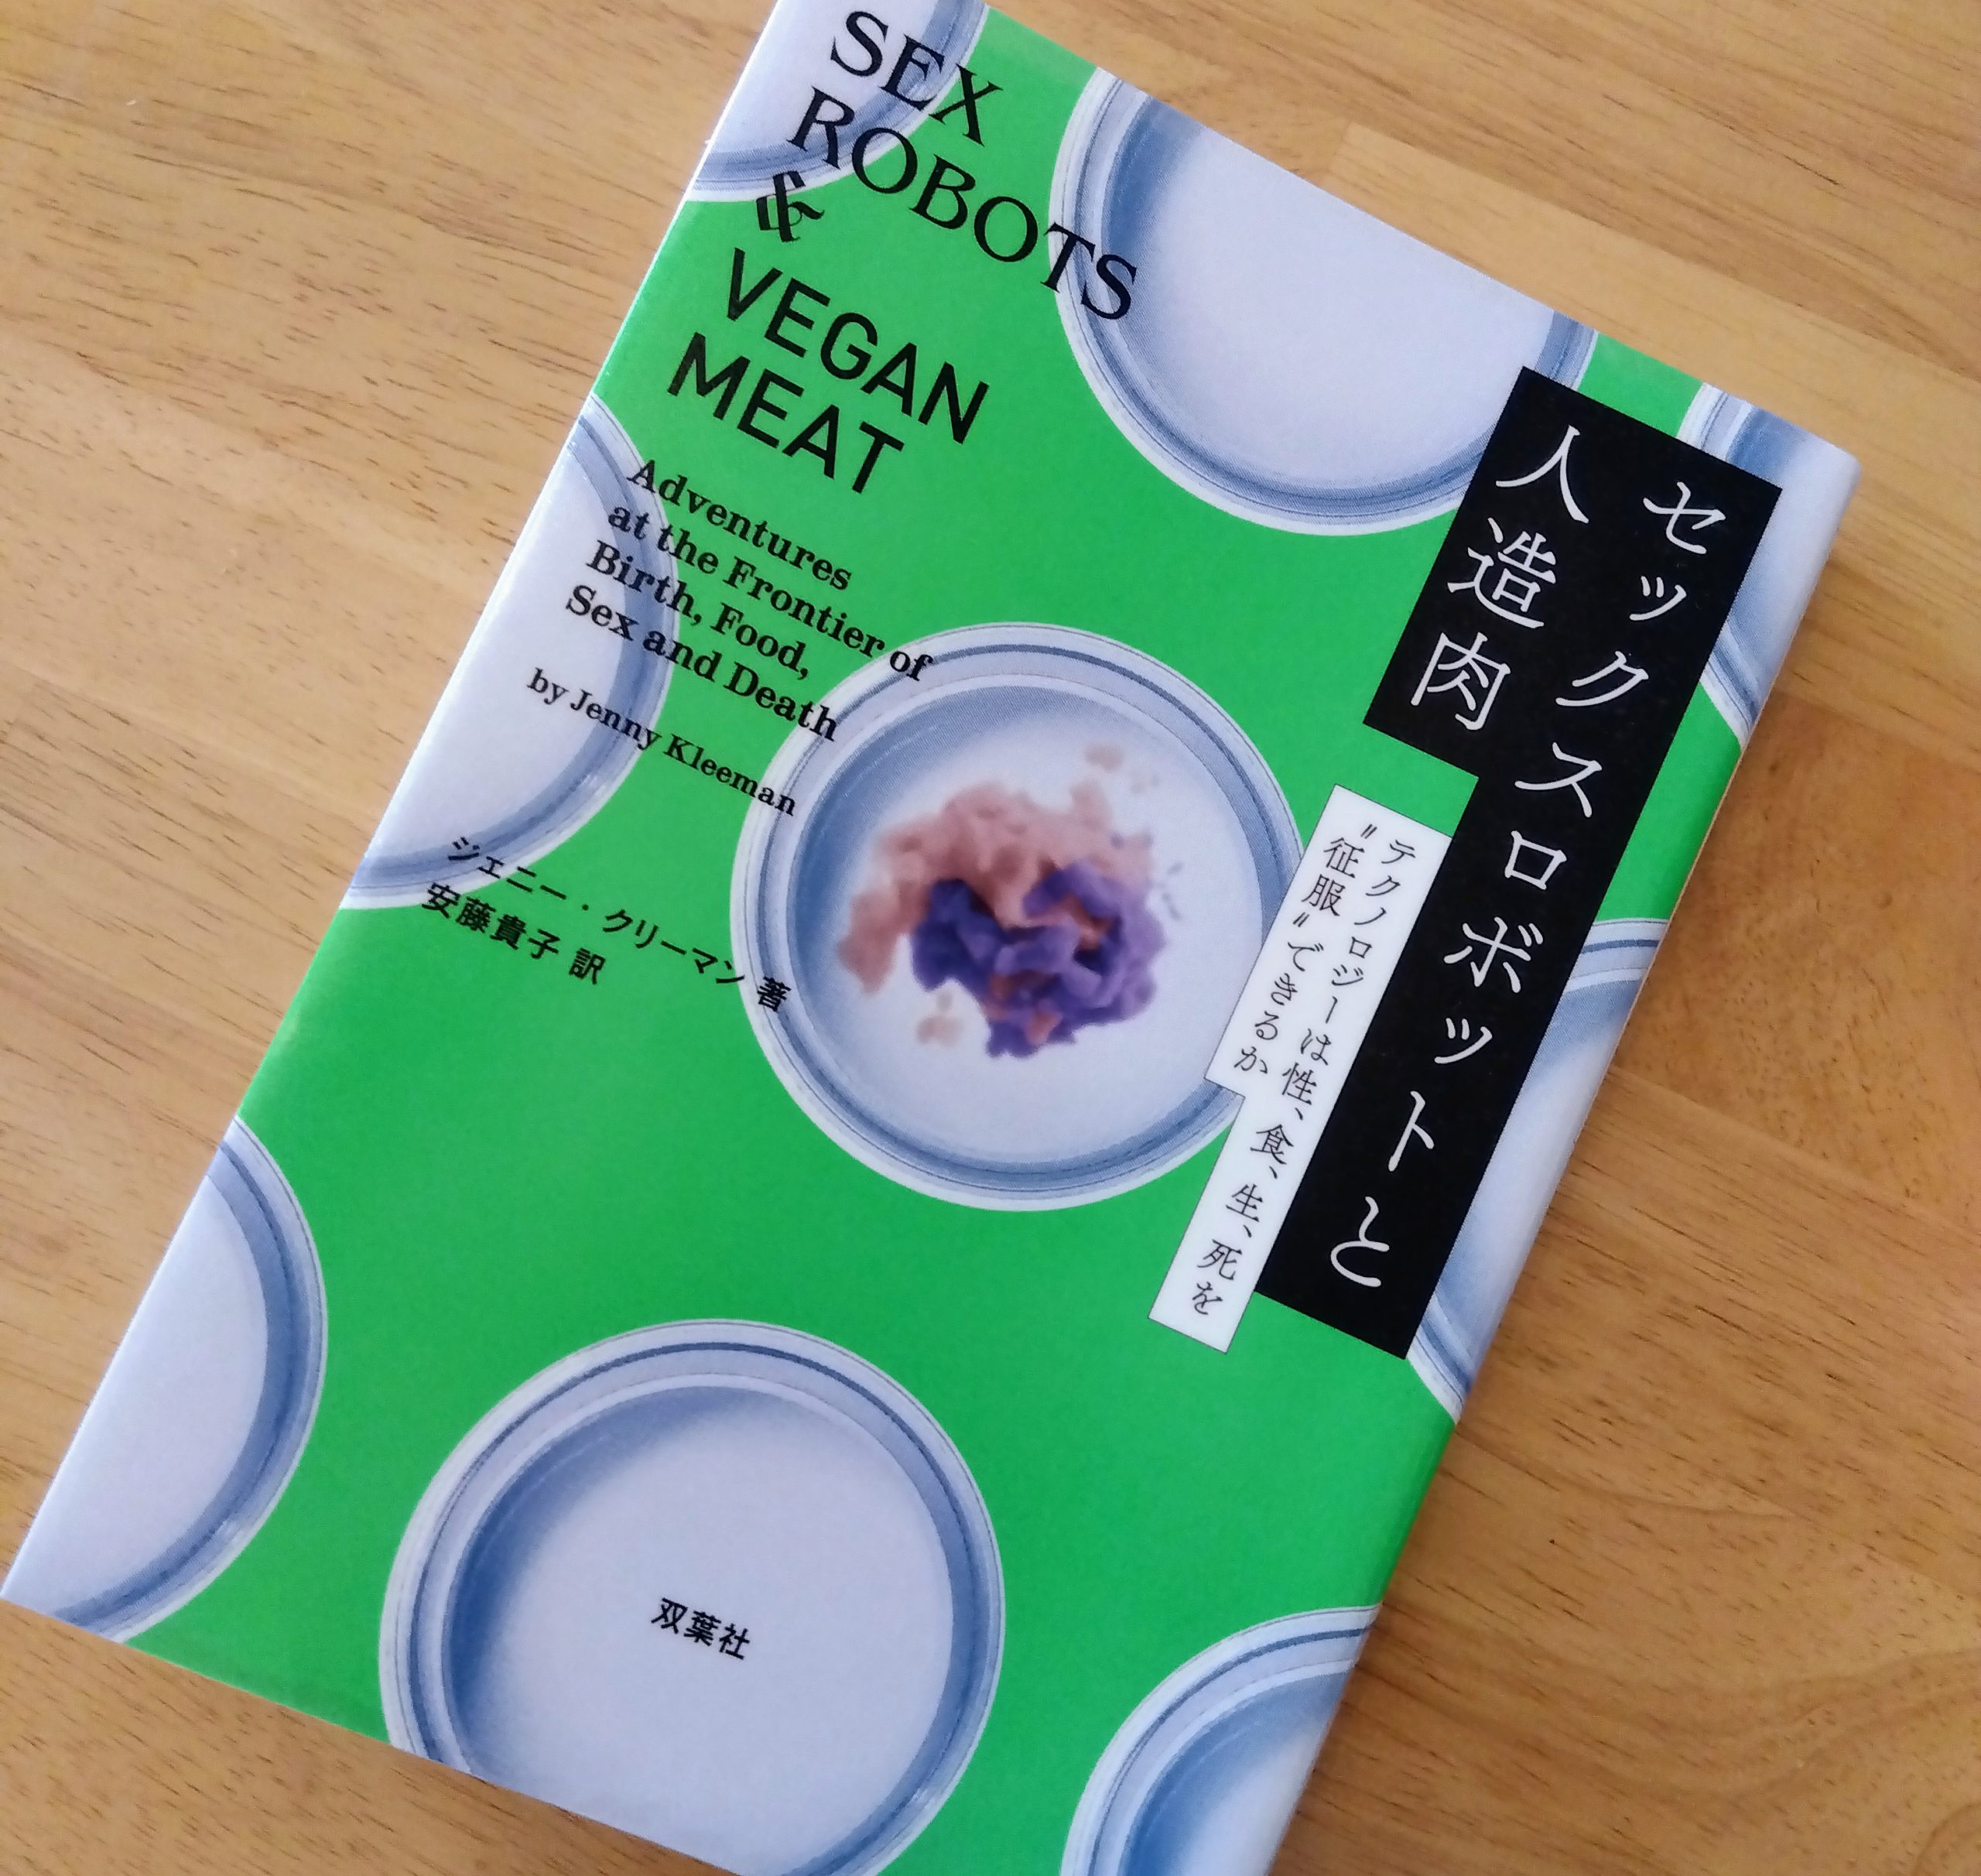 SEX
ROBOTS
&
VEGAN
MEAT
Adventures
at the Frontier of
Birth, Food,
Sex and Death
by Jenny Kleeman
ジェニー・クリーマン 著
安藤貴子 訳
セックスロボットと
人造肉
テクノロジーは性、食、生、死を
〝征服〟できるか
双葉社